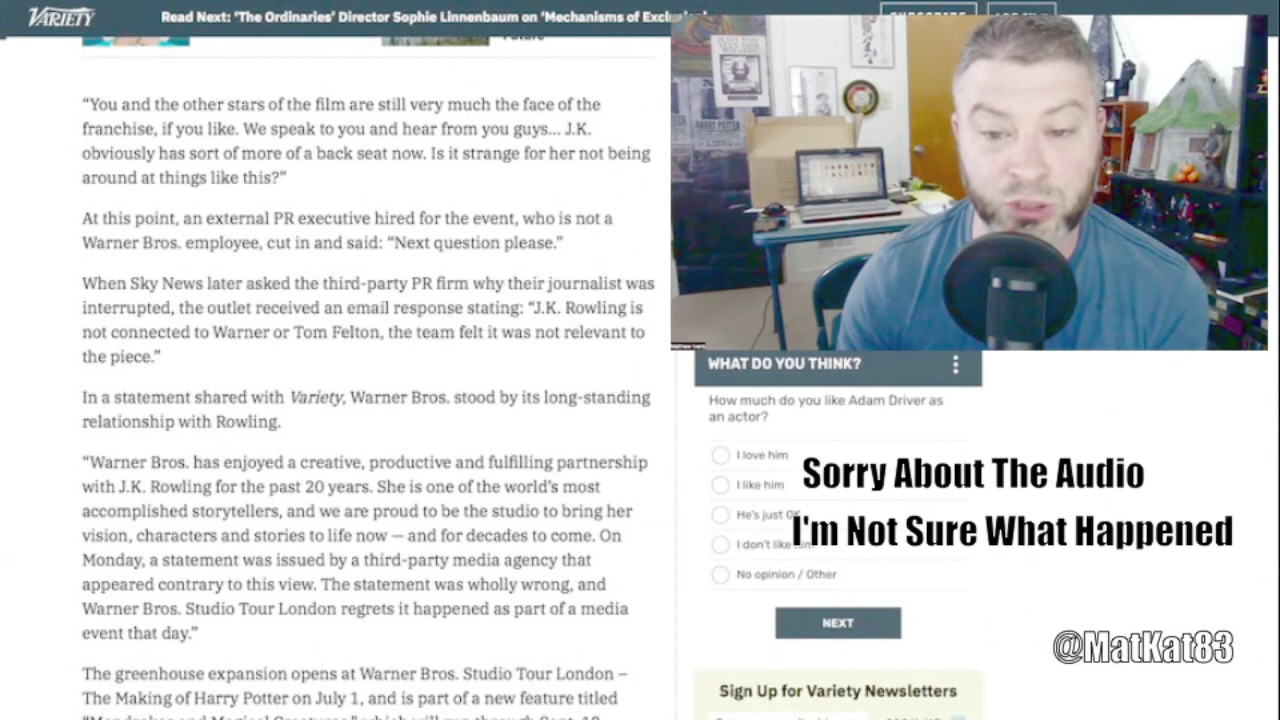 VARIETY
Read Next: 'The Ordinaries' Director Sophie Linnenbaum on 'Mechanisms of
SUBSCRIBE
“You and the other stars of the film are still very much the face of the
franchise, if you like. We speak to you and hear from you guys... J.K.
obviously has sort of more of a back seat now. Is it strange for her not being
around at things like this?”
At this point, an external PR executive hired for the event, who is not a
Warner Bros. employee, cut in and said: “Next question please.”
When Sky News later asked the third-party PR firm why their journalist was
interrupted, the outlet received an email response stating: “J.K. Rowling is
not connected to Warner or Tom Felton, the team felt it was not relevant to
the piece.”
In a statement shared with Variety, Warner Bros. stood by its long-standing
relationship with Rowling.
“Warner Bros. has enjoyed a creative, productive and fulfilling partnership
with J.K. Rowling for the past 20 years. She is one of the world's most
accomplished storytellers, and we are proud to be the studio to bring her
vision, characters and stories to life now — and for decades to come. On
Monday, a statement was issued by a third-party media agency that
appeared contrary to this view. The statement was wholly wrong, and
Warner Bros. Studio Tour London regrets it happened as part of a media
event that day.”
The greenhouse expansion opens at Warner Bros. Studio Tour London –
The Making of Harry Potter on July 1, and is part of a new feature titled
WHAT DO YOU THINK?
How much do you like Adam Driver as
an actor?
I love him
I like him
He's just OK
I don't like him
No opinion / Other
NEXT
Sorry About The Audio
I'm Not Sure What Happened
@MatKat83
Sign Up for Variety Newsletters